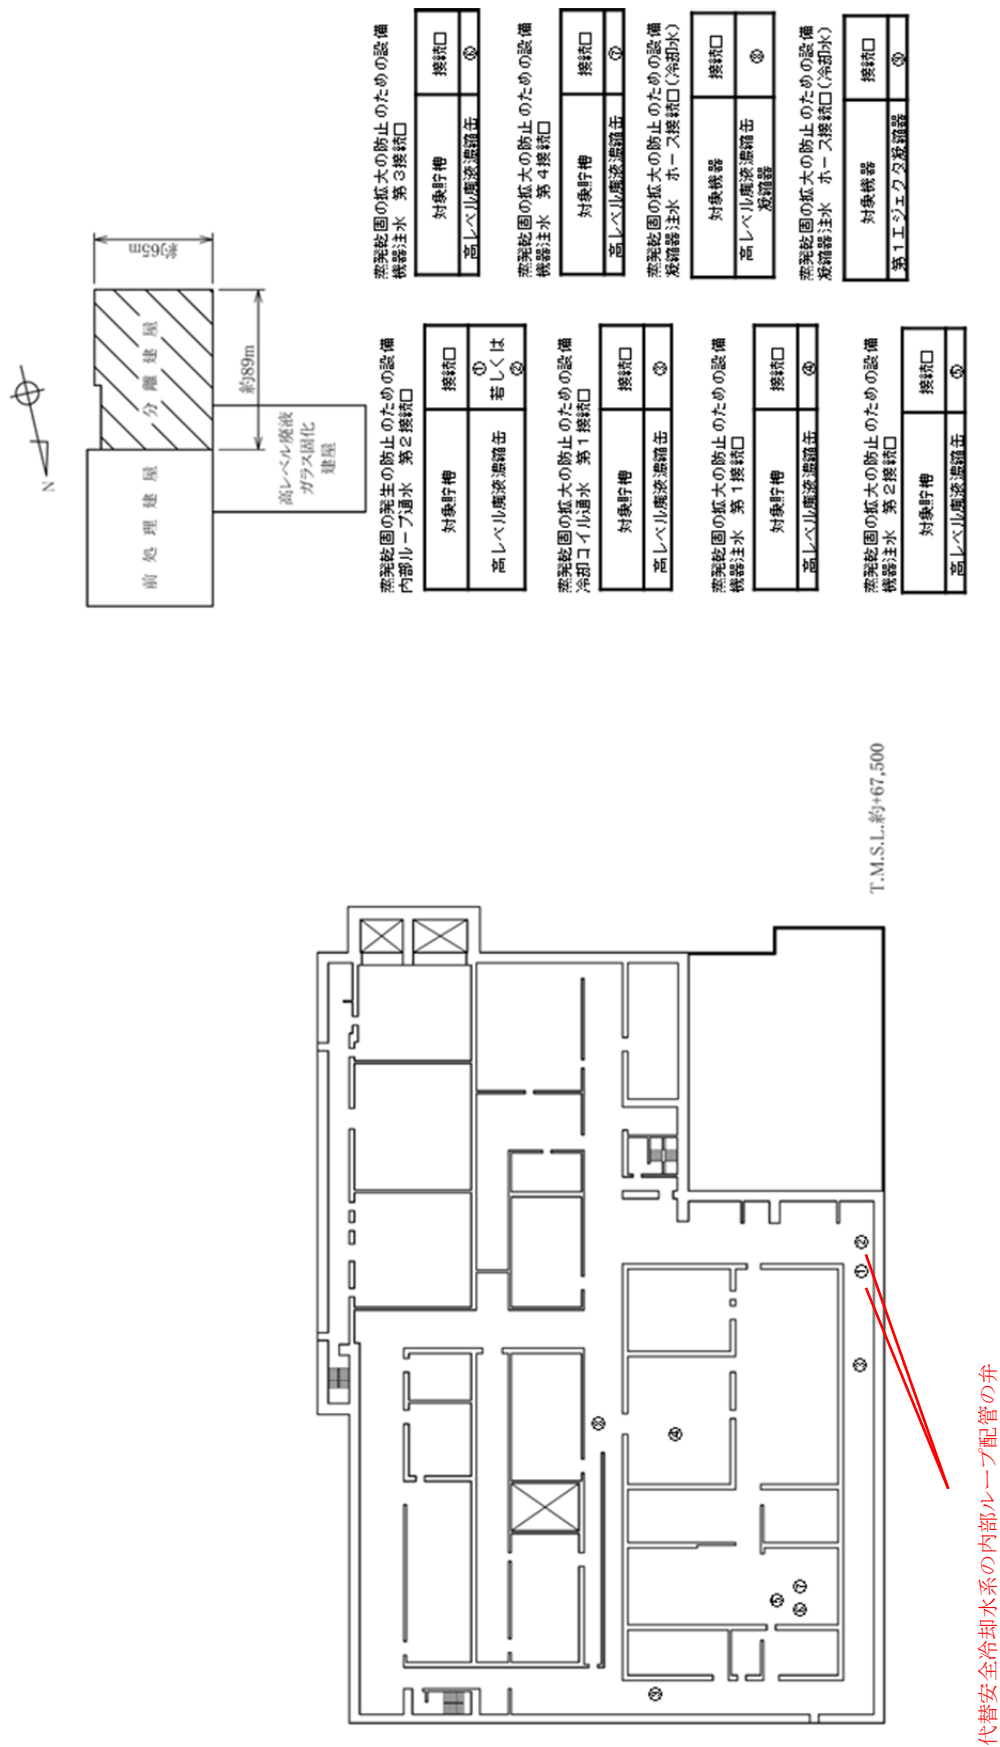 N
約65m
約89m
前処理建屋
分離建屋
高レベル廃液
ガラス固化
建屋
蒸発乾固の発生の防止のための設備
内部ループ通水　第２接続口
対象貯槽　接続口
高レベル廃液濃縮缶　①
若しくは
②
蒸発乾固の拡大の防止のための設備
冷却コイル通水　第１接続口
対象貯槽　接続口
高レベル廃液濃縮缶　③
蒸発乾固の拡大の防止のための設備
機器注水　第１接続口
対象貯槽　接続口
高レベル廃液濃縮缶　④
蒸発乾固の拡大の防止のための設備
機器注水　第２接続口
対象貯槽　接続口
高レベル廃液濃縮缶　⑤
蒸発乾固の拡大の防止のための設備
機器注水　第３接続口
対象貯槽　接続口
高レベル廃液濃縮缶　⑥
蒸発乾固の拡大の防止のための設備
機器注水　第４接続口
対象貯槽　接続口
高レベル廃液濃縮缶　⑦
蒸発乾固の拡大の防止のための設備
凝縮器注水　ホース接続口（冷却水）
対象機器　接続口
高レベル廃液濃縮缶　⑧
凝縮器
蒸発乾固の拡大の防止のための設備
凝縮器注水　ホース接続口（冷却水）
対象機器　接続口
第１エジェクタ凝縮器　⑨
T.M.S.L.約+67,500
②
①
③
⑧
④
⑤
⑦
⑥
⑨
代替安全冷却水系の内部ループ配管の弁